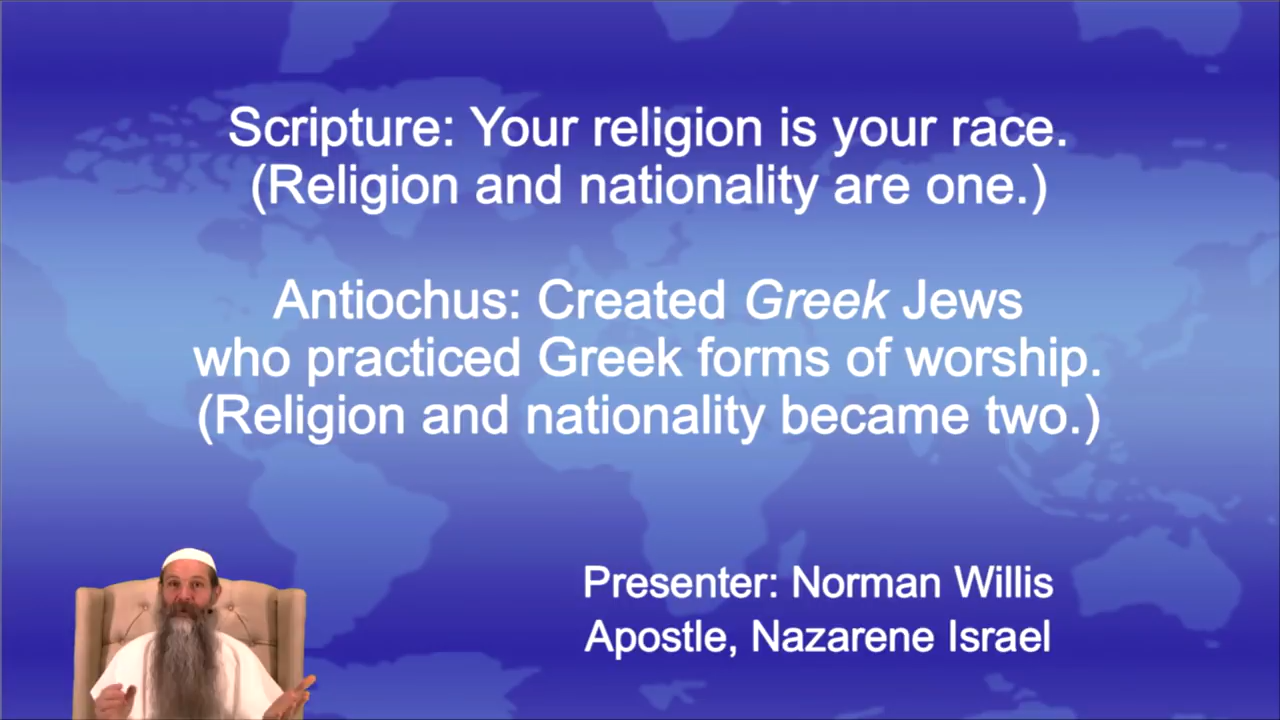 Scripture: Your religion is your race.
(Religion and nationality are one.)
Antiochus: Created Greek Jews
who practiced Greek forms of worship.
(Religion and nationality became two.)
Presenter: Norman Willis
Apostle, Nazarene Israel